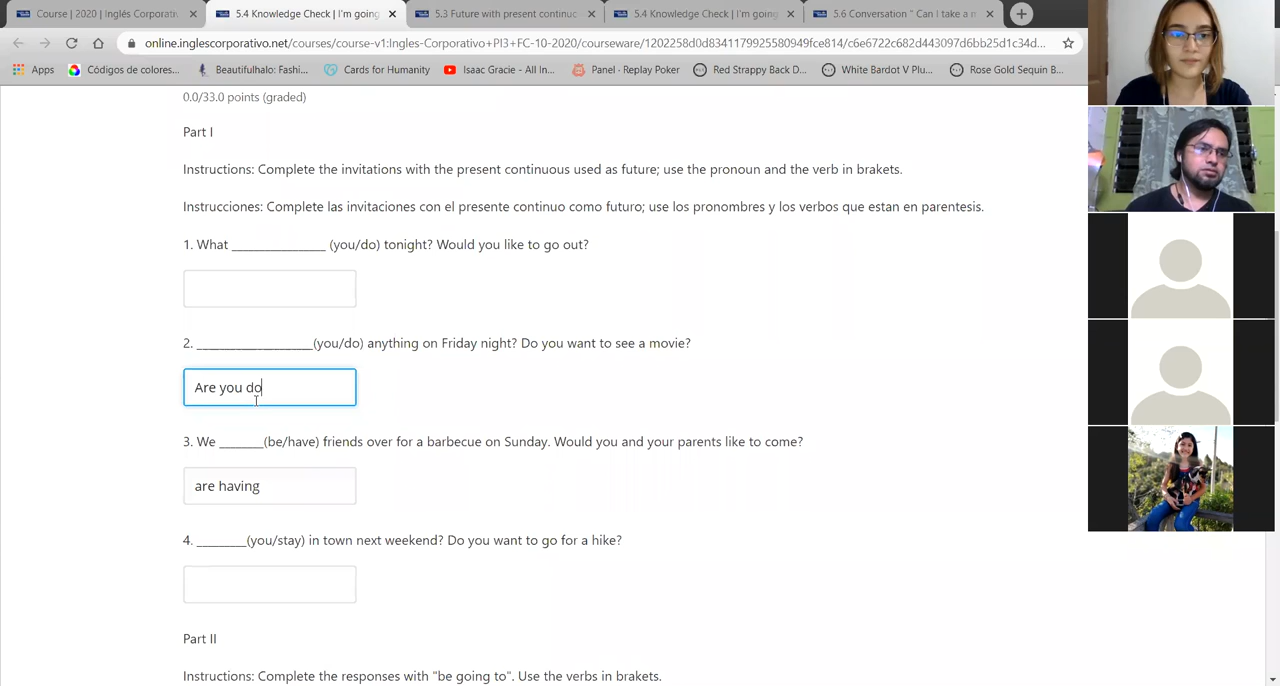 Course | 2020 | Inglés Corporativ
5.4 Knowledge Check | I'm going
5.3 Future with present continuc
5.4 Knowledge Check | I'm going
5.6 Conversation " Can I take a n
online.inglescorporativo.net/courses/course-v1:Ingles-Corporativo+PI3+FC-10-2020/courseware/1202258d0d8341179925580949fce814/c6e6722c682d443097d6bb25d1c34d...
Apps
Códigos de colores...
Beautifulhalo: Fashi...
Cards for Humanity
Isaac Gracie - All In...
Panel · Replay Poker
Red Strappy Back D...
White Bardot V Plu...
Rose Gold Sequin B...
0.0/33.0 points (graded)
Part I
Instructions: Complete the invitations with the present continuous used as future; use the pronoun and the verb in brakets.
Instrucciones: Complete las invitaciones con el presente continuo como futuro; use los pronombres y los verbos que estan en parentesis.
1. What _______________ (you/do) tonight? Would you like to go out?
2. __________________(you/do) anything on Friday night? Do you want to see a movie?
Are you do
3. We _______(be/have) friends over for a barbecue on Sunday. Would you and your parents like to come?
are having
4. ________(you/stay) in town next weekend? Do you want to go for a hike?
Part II
Instructions: Complete the responses with "be going to". Use the verbs in brakets.